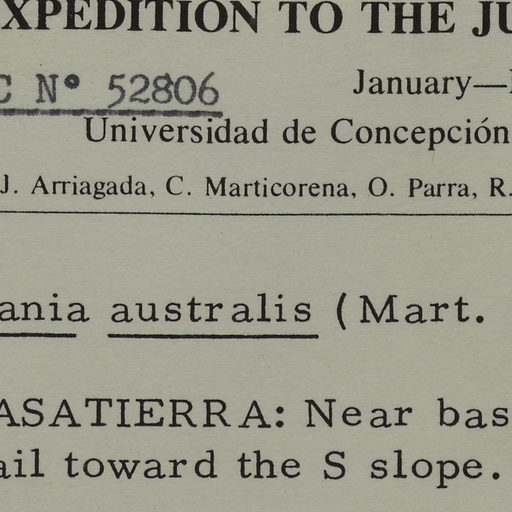 XPEDITION TO THE JU
C Nº 52806
January—
Universidad de Concepción
J. Arriagada, C. Marticorena, O. Parra, R.
ania australis (Mart.
ASATIERRA: Near bas
ail toward the S slope.